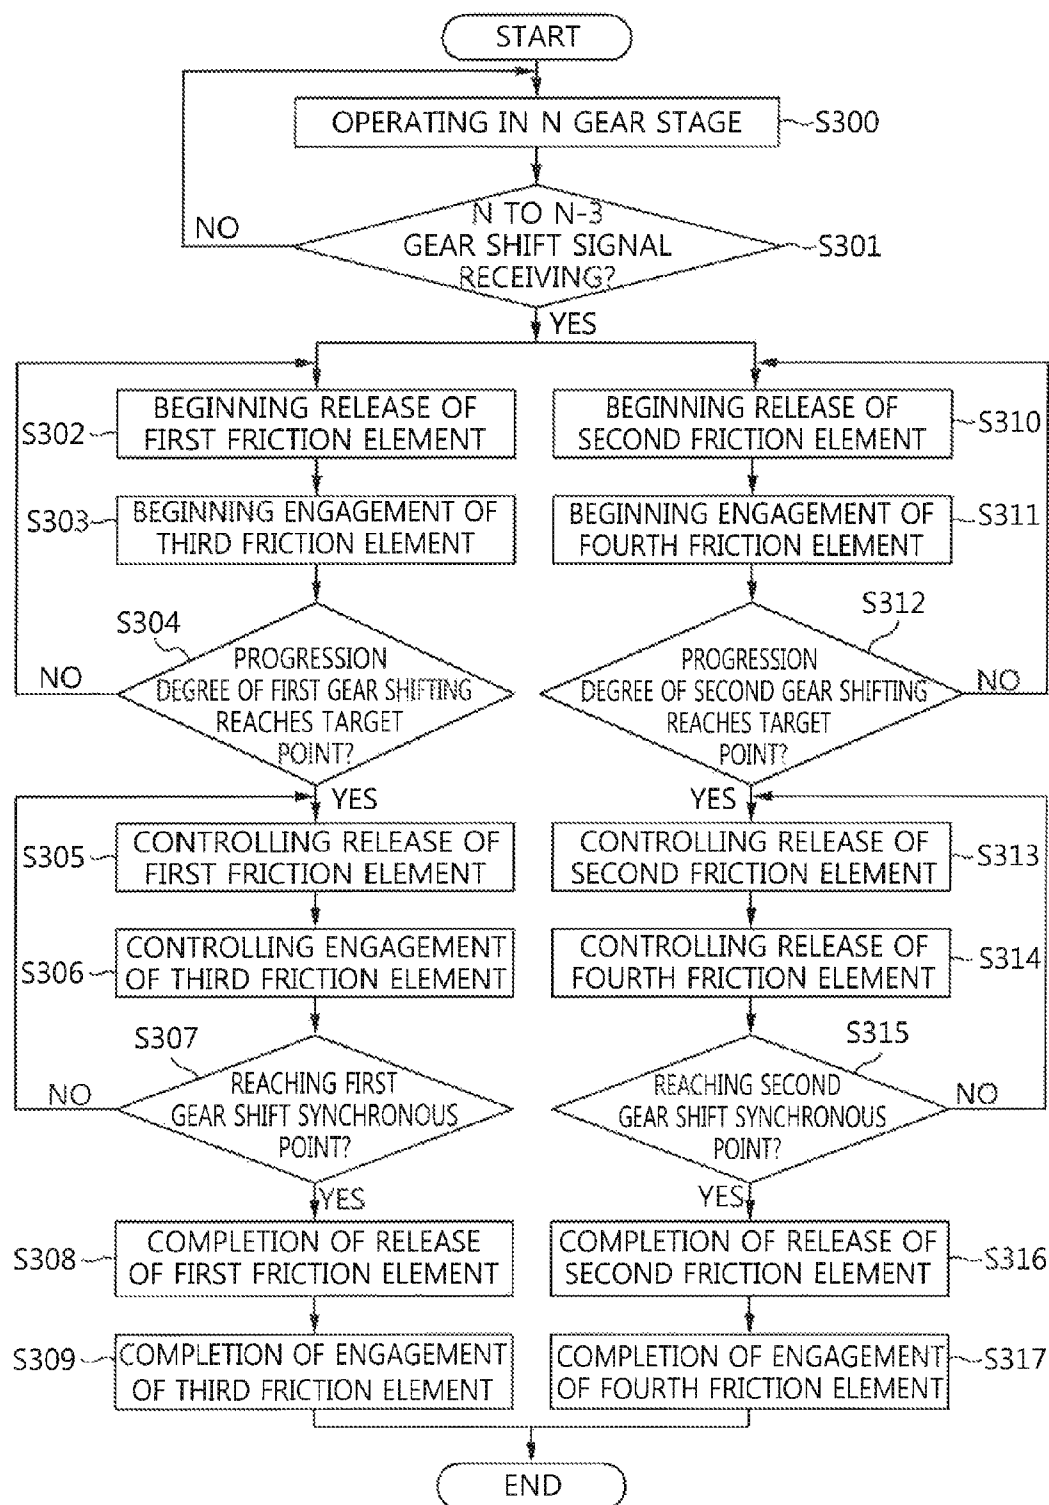 START
OPERATING IN N GEAR STAGE
S300
N TO N-3
GEAR SHIFT SIGNAL
RECEIVING?
S301
NO
YES
S302
BEGINNING RELEASE OF
FIRST FRICTION ELEMENT
BEGINNING RELEASE OF
SECOND FRICTION ELEMENT
S310
S303
BEGINNING ENGAGEMENT OF
THIRD FRICTION ELEMENT
BEGINNING ENGAGEMENT OF
FOURTH FRICTION ELEMENT
S311
S304
PROGRESSION
DEGREE OF FIRST GEAR SHIFTING
REACHES TARGET
POINT?
NO
YES
S312
PROGRESSION
DEGREE OF SECOND GEAR SHIFTING
REACHES TARGET
POINT?
NO
YES
S305
CONTROLLING RELEASE OF
FIRST FRICTION ELEMENT
CONTROLLING RELEASE OF
SECOND FRICTION ELEMENT
S313
S306
CONTROLLING ENGAGEMENT
OF THIRD FRICTION ELEMENT
CONTROLLING RELEASE OF
FOURTH FRICTION ELEMENT
S314
S307
REACHING FIRST
GEAR SHIFT SYNCHRONOUS
POINT?
NO
YES
S315
REACHING SECOND
GEAR SHIFT SYNCHRONOUS
POINT?
NO
YES
S308
COMPLETION OF RELEASE
OF FIRST FRICTION ELEMENT
COMPLETION OF RELEASE OF
SECOND FRICTION ELEMENT
S316
S309
COMPLETION OF ENGAGEMENT
OF THIRD FRICTION ELEMENT
COMPLETION OF ENGAGEMENT
OF FOURTH FRICTION ELEMENT
S317
END